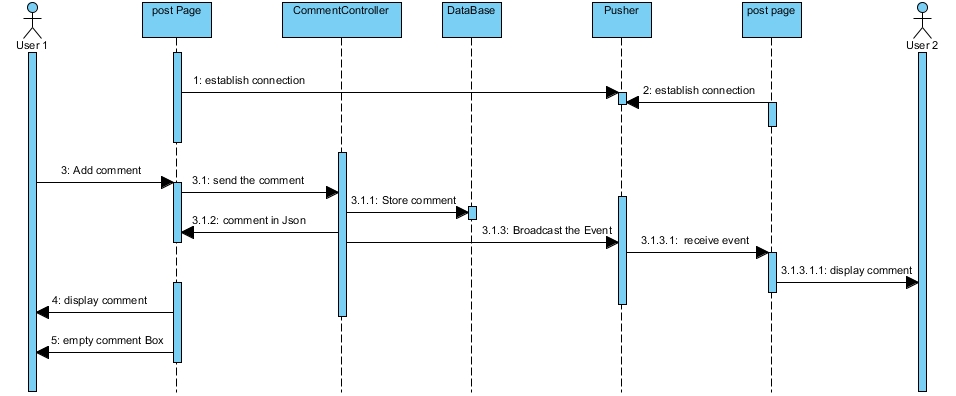 post Page
CommentController
DataBase
Pusher
post page
User 1
User 2
1: establish connection
2: establish connection
3: Add comment
3.1: send the comment
3.1.1: Store comment
3.1.2: comment in Json
3.1.3: Broadcast the Event
3.1.3.1: receive event
3.1.3.1.1: display comment
4: display comment
5: empty comment Box